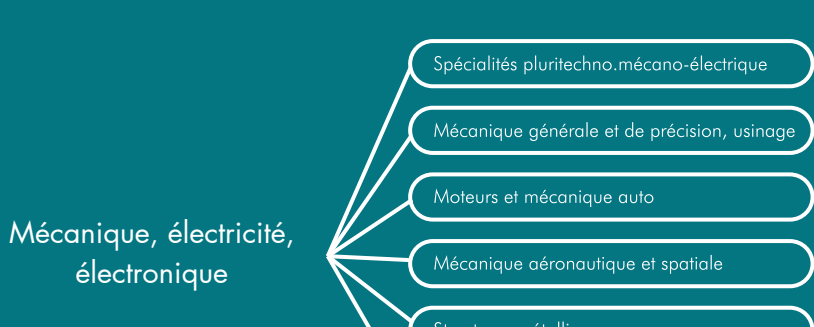 Spécialités pluritechno.mécano-électrique
Mécanique générale et de précision, usinage
Moteurs et mécanique auto
Mécanique, électricité,
électronique
Mécanique aéronautique et spatiale